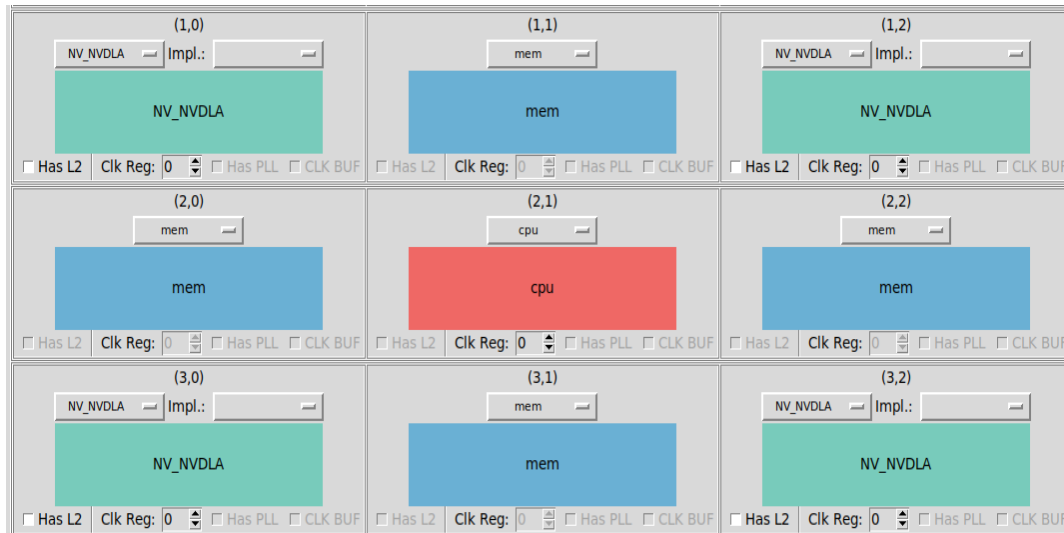 (1,0) (1,1) (1,2)
NV_NVDLA Impl.: mem NV_NVDLA Impl.:
NV_NVDLA mem NV_NVDLA
Has L2 Clk Reg: 0 Has PLL CLK BUF Has L2 Clk Reg: 0 Has PLL CLK BUF Has L2 Clk Reg: 0 Has PLL CLK BUF
(2,0) (2,1) (2,2)
mem cpu mem
mem cpu mem
Has L2 Clk Reg: 0 Has PLL CLK BUF Has L2 Clk Reg: 0 Has PLL CLK BUF Has L2 Clk Reg: 0 Has PLL CLK BUF
(3,0) (3,1) (3,2)
NV_NVDLA Impl.: mem NV_NVDLA Impl.:
NV_NVDLA mem NV_NVDLA
Has L2 Clk Reg: 0 Has PLL CLK BUF Has L2 Clk Reg: 0 Has PLL CLK BUF Has L2 Clk Reg: 0 Has PLL CLK BUF